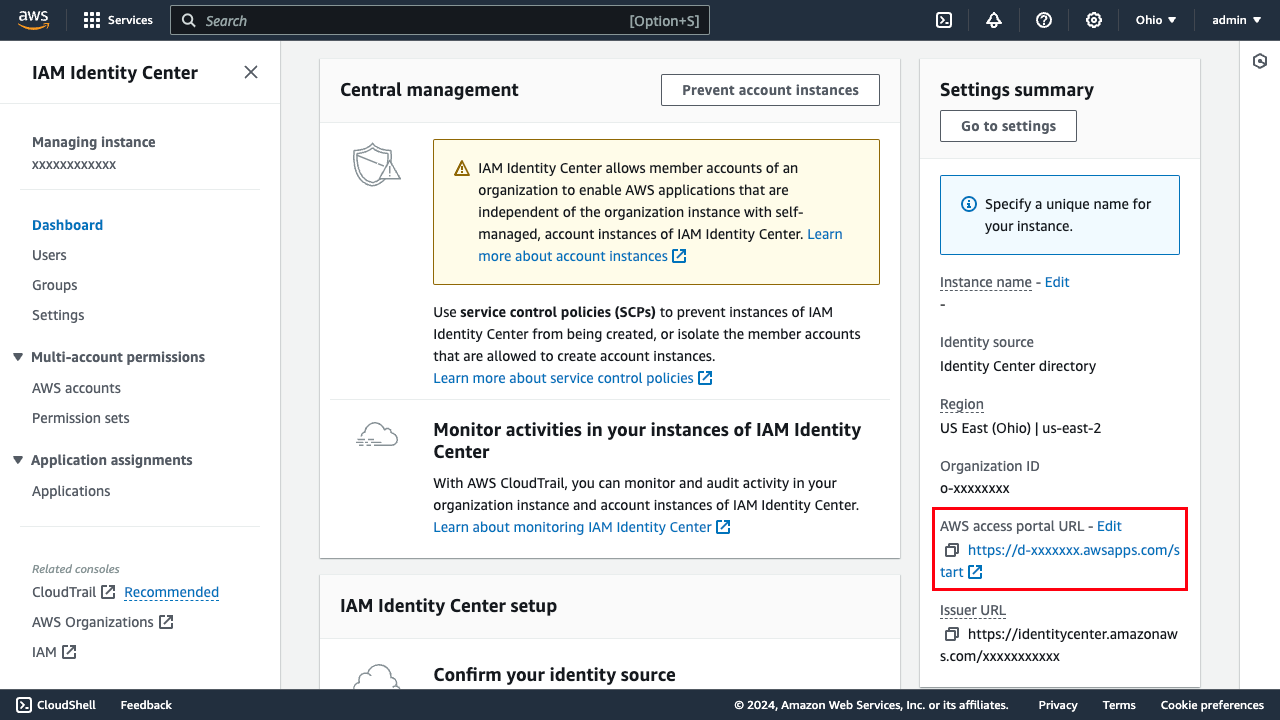 aws
Services
Search
[Option+S]
Ohio
admin
IAM Identity Center
Managing instance
xxxxxxxxxxxx
Dashboard
Users
Groups
Settings
Multi-account permissions
AWS accounts
Permission sets
Application assignments
Applications
Related consoles
CloudTrail Recommended
AWS Organizations
IAM
Central management
Prevent account instances
IAM Identity Center allows member accounts of an
organization to enable AWS applications that are
independent of the organization instance with self-
managed, account instances of IAM Identity Center. Learn
more about account instances
Use service control policies (SCPs) to prevent instances of IAM
Identity Center from being created, or isolate the member accounts
that are allowed to create account instances.
Learn more about service control policies
Monitor activities in your instances of IAM Identity
Center
With AWS CloudTrail, you can monitor and audit activity in your
organization instance and account instances of IAM Identity Center.
Learn about monitoring IAM Identity Center
IAM Identity Center setup
Confirm your identity source
Settings summary
Go to settings
Specify a unique name for
your instance.
Instance name - Edit
-
Identity source
Identity Center directory
Region
US East (Ohio) | us-east-2
Organization ID
o-xxxxxxxx
AWS access portal URL - Edit
https://d-xxxxxxx.awsapps.com/s
tart
Issuer URL
https://identitycenter.amazonaw
s.com/xxxxxxxxxxx
CloudShell
Feedback
© 2024, Amazon Web Services, Inc. or its affiliates.
Privacy
Terms
Cookie preferences